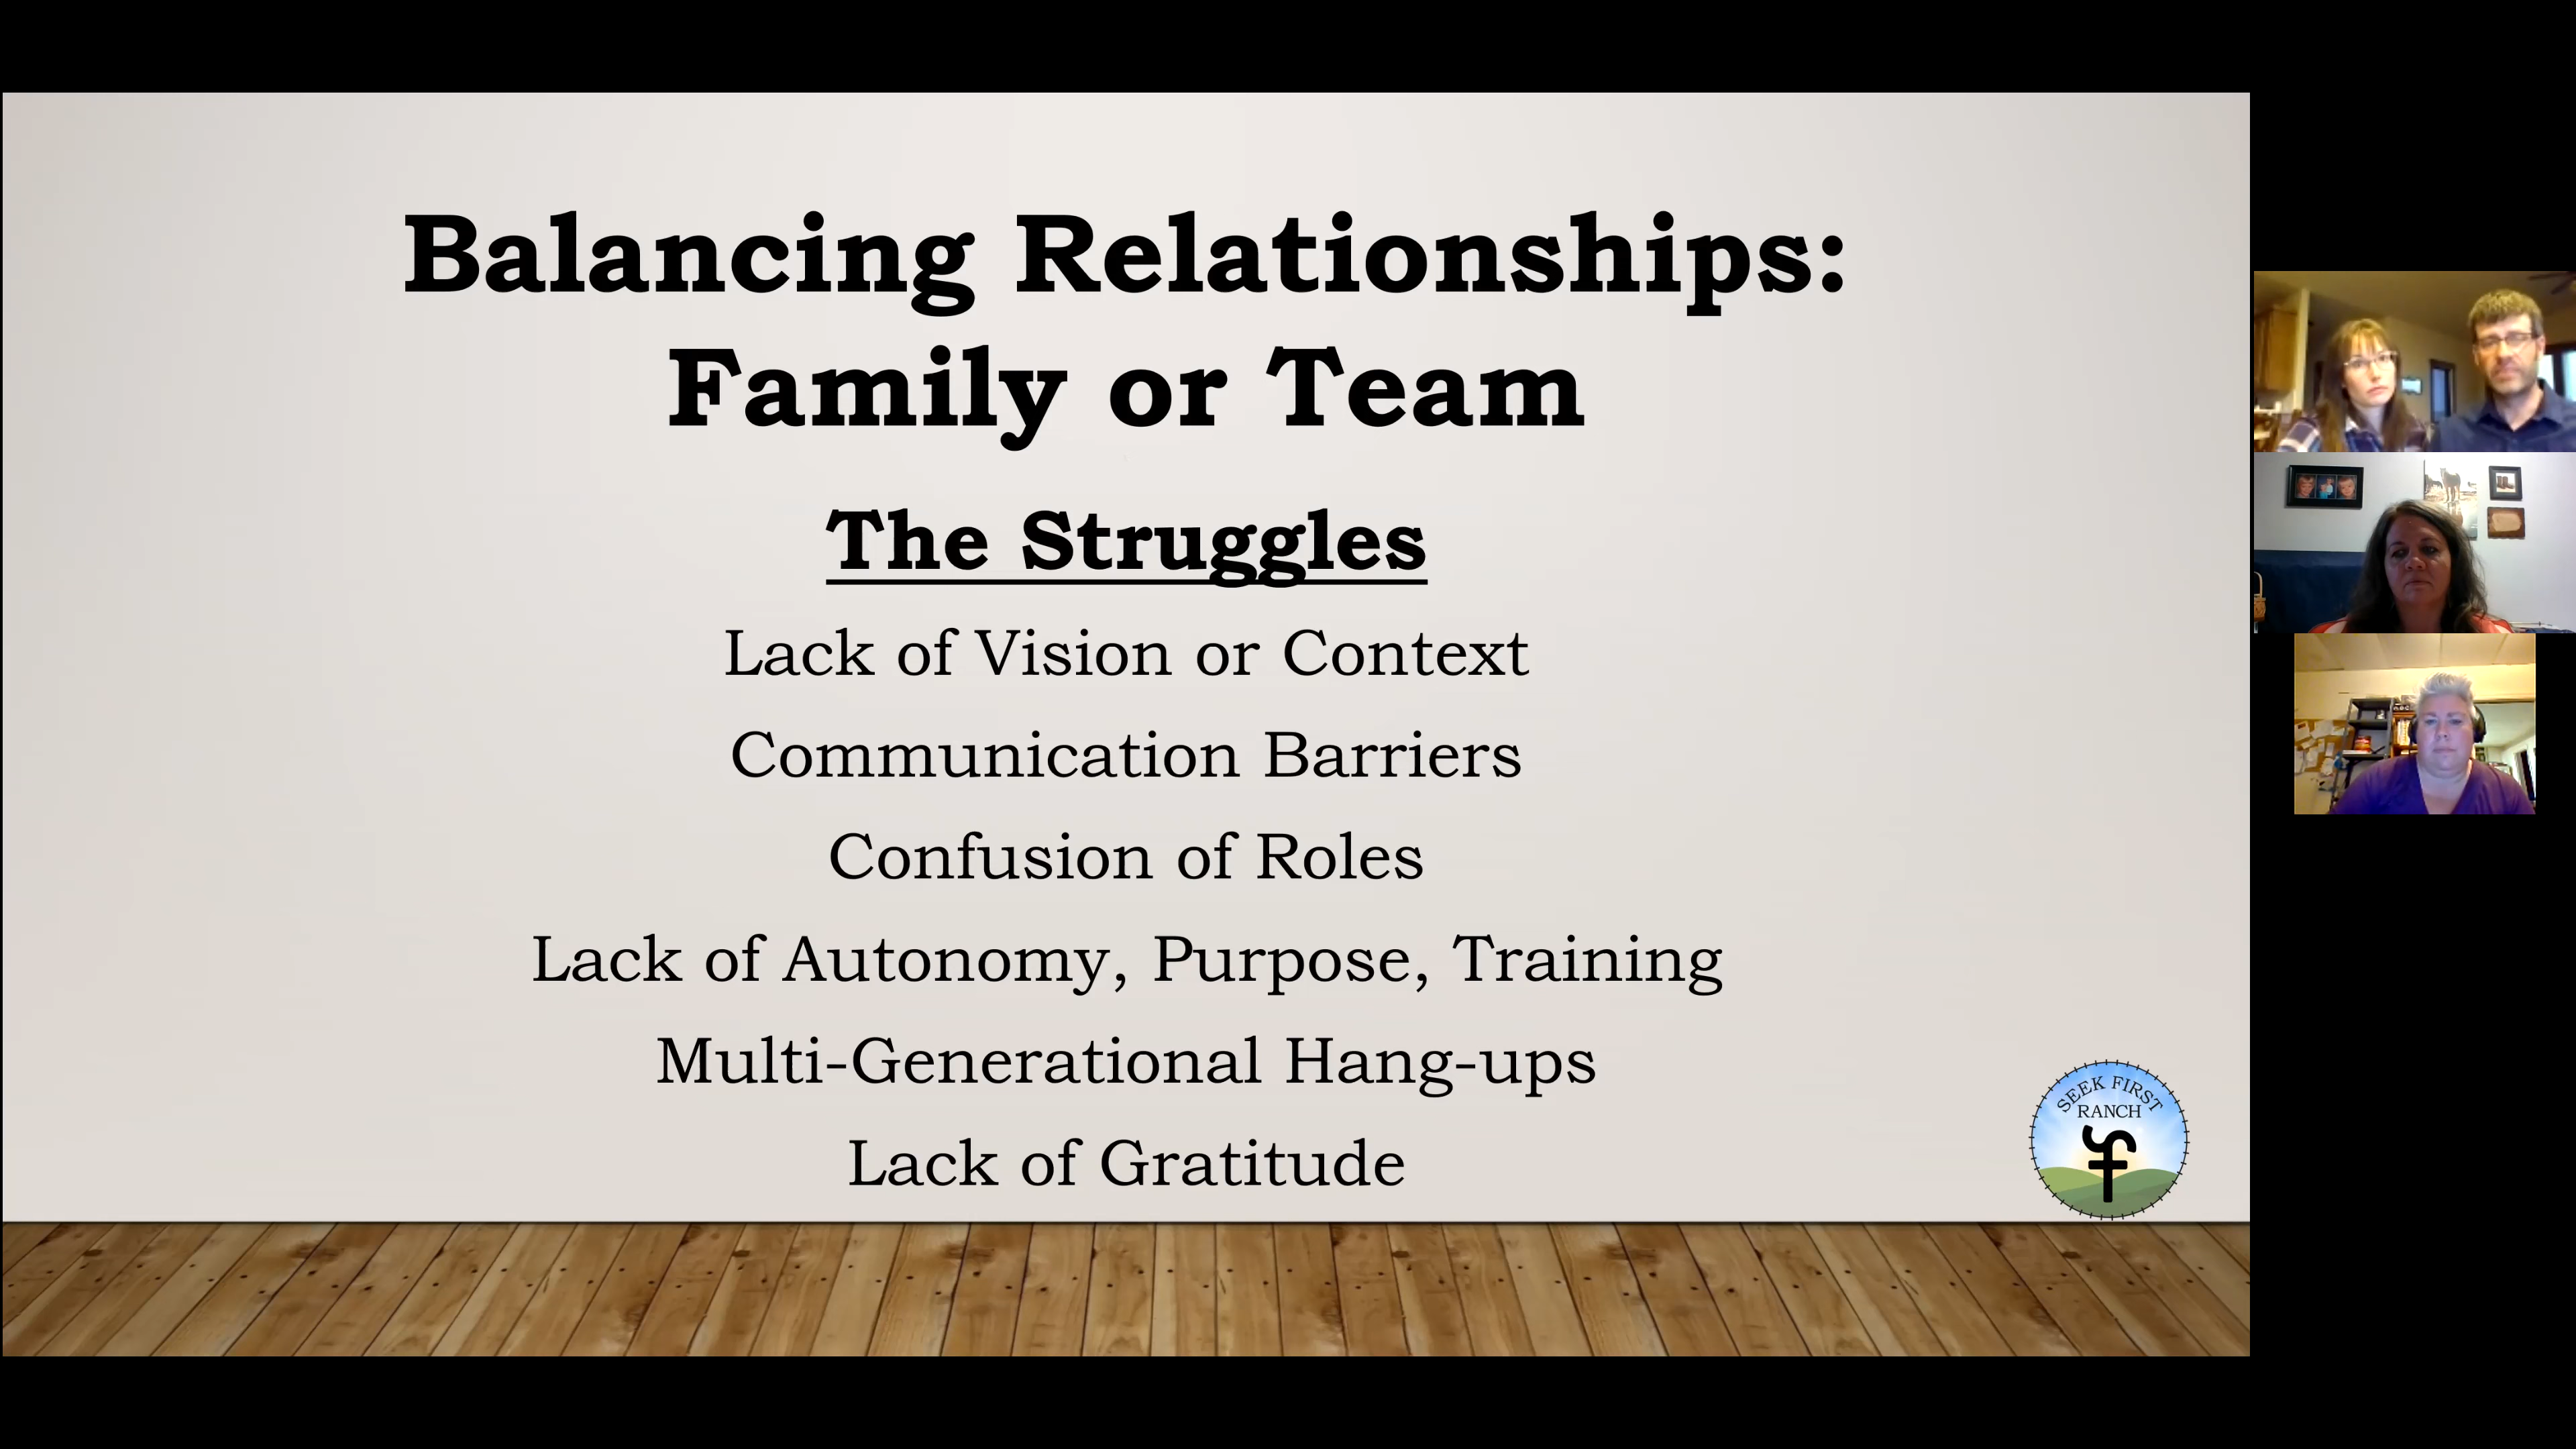 Balancing Relationships:
Family or Team
The Struggles
Lack of Vision or Context
Communication Barriers
Confusion of Roles
Lack of Autonomy, Purpose, Training
Multi-Generational Hang-ups
Lack of Gratitude
SEEK FIRST
RANCH